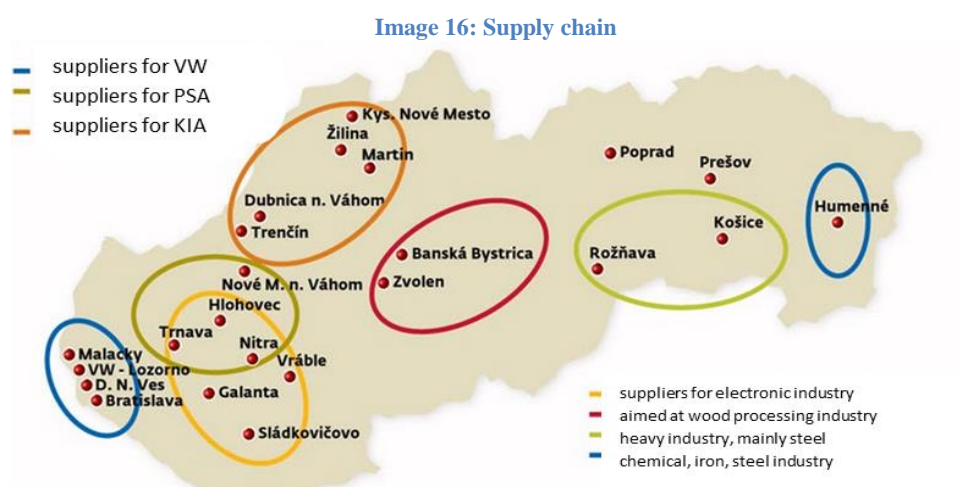 Image 16: Supply chain
suppliers for VW
suppliers for PSA
suppliers for KIA
Kys. Nové Mesto
Žilina
Martin
Poprad
Prešov
Dubnica n. Váhom
Trenčín
Humenné
Košice
Banská Bystrica
Rožňava
Zvolen
Nové M. n. Váhom
Hlohovec
Trnava
Nitra
Malacky
Vráble
VW - Lozorno
D. N. Ves
Galanta
Bratislava
Sládkovičovo
suppliers for electronic industry
aimed at wood processing industry
heavy industry, mainly steel
chemical, iron, steel industry